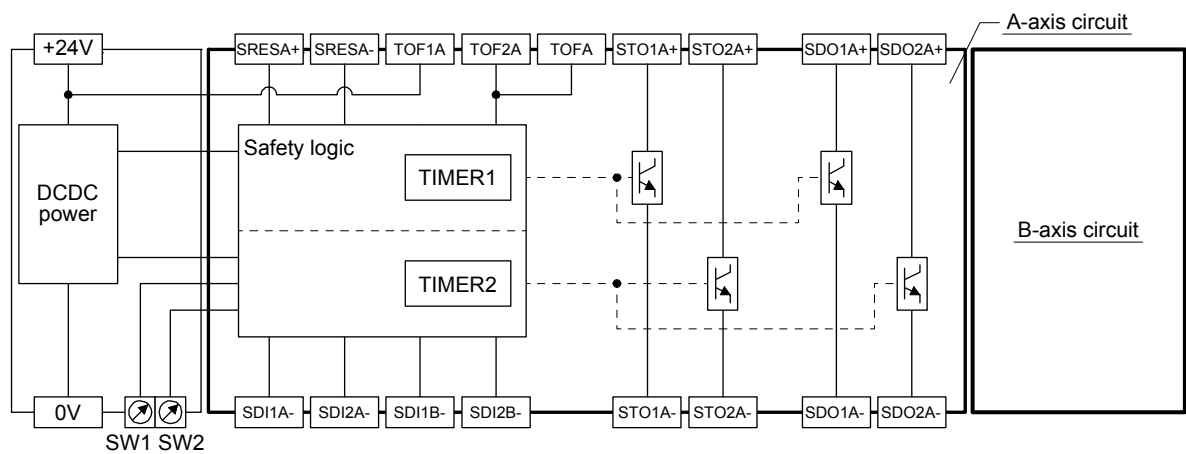 A-axis circuit
+24V
SRESA+ SRESA- TOF1A TOF2A TOFA STO1A+ STO2A+ SDO1A+ SDO2A+
Safety logic
TIMER1
DCDC
power
B-axis circuit
TIMER2
0V
SDI1A- SDI2A- SDI1B- SDI2B- STO1A- STO2A- SDO1A- SDO2A-
SW1 SW2